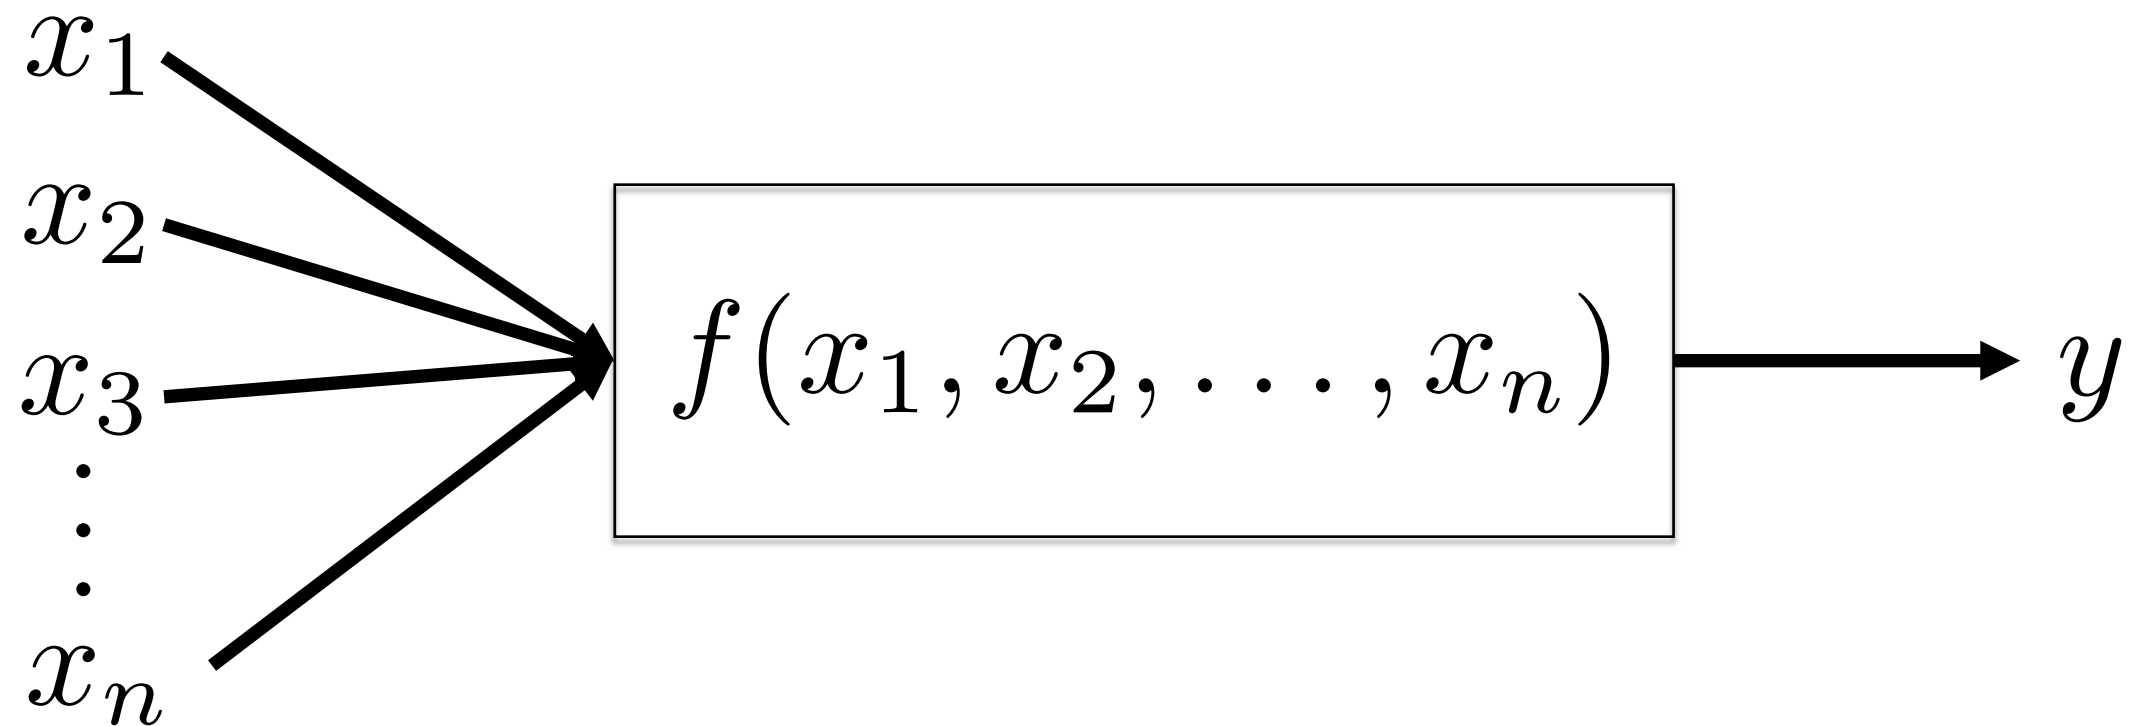 x₁
x₂
x₃
.
.
.
xₙ
f(x₁, x₂, . . . , xₙ)
y